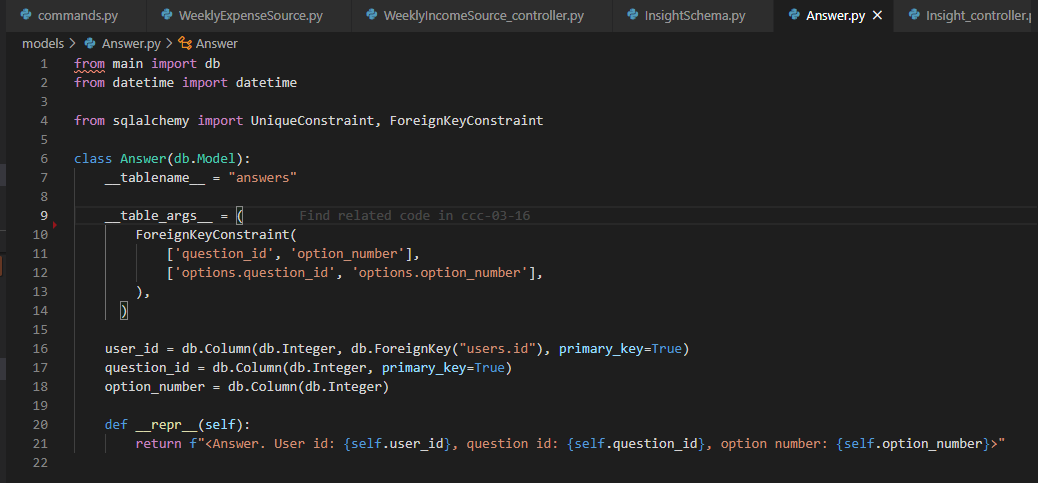 commands.py WeeklyExpenseSource.py WeeklyIncomeSource_controller.py InsightSchema.py Answer.py Insight_controller.p
models > Answer.py > Answer
1 from main import db
2 from datetime import datetime
3
4 from sqlalchemy import UniqueConstraint, ForeignKeyConstraint
5
6 class Answer(db.Model):
7 __tablename__ = "answers"
8
9 __table_args__ = ( Find related code in ccc-03-16
10 ForeignKeyConstraint(
11 ['question_id', 'option_number'],
12 ['options.question_id', 'options.option_number'],
13 ),
14 )
15
16 user_id = db.Column(db.Integer, db.ForeignKey("users.id"), primary_key=True)
17 question_id = db.Column(db.Integer, primary_key=True)
18 option_number = db.Column(db.Integer)
19
20 def __repr__(self):
21 return f"<Answer. User id: {self.user_id}, question id: {self.question_id}, option number: {self.option_number}>"
22